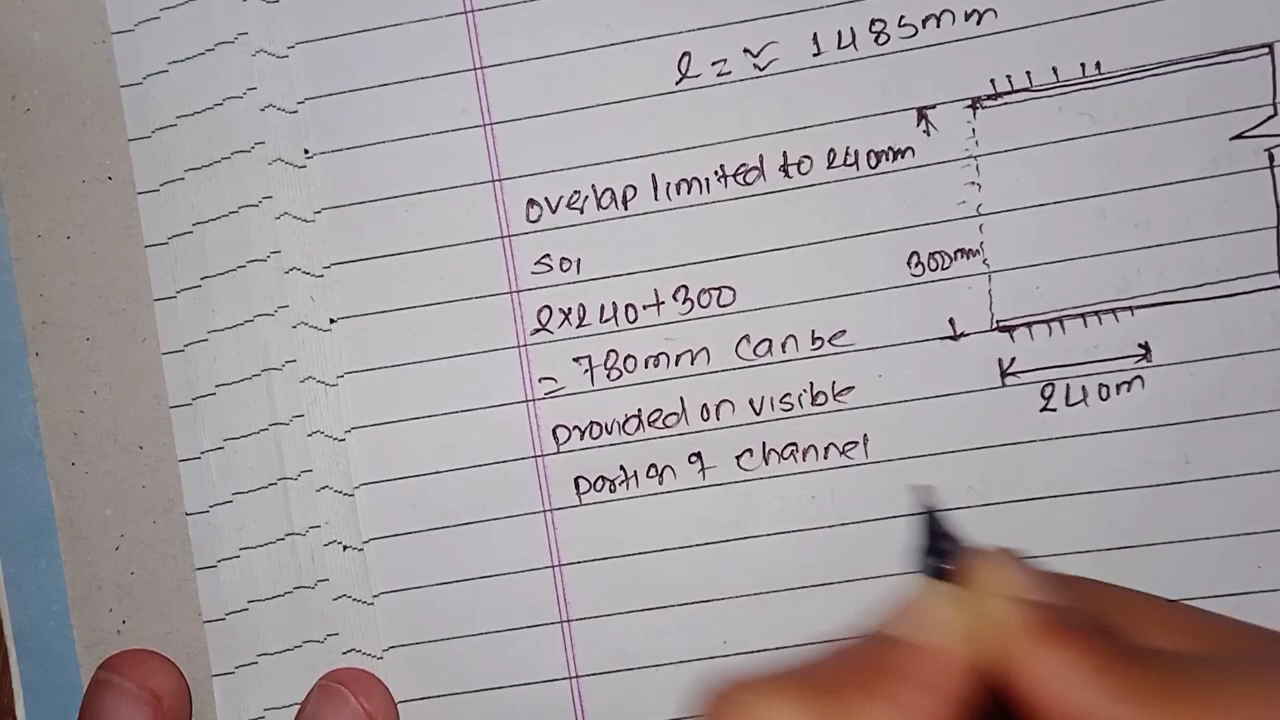 l = ≈ 1485mm
overlap limited to 240mm
so,
2×240+300
= 780mm can be
provided on visible
portion of channel
300mm
240m